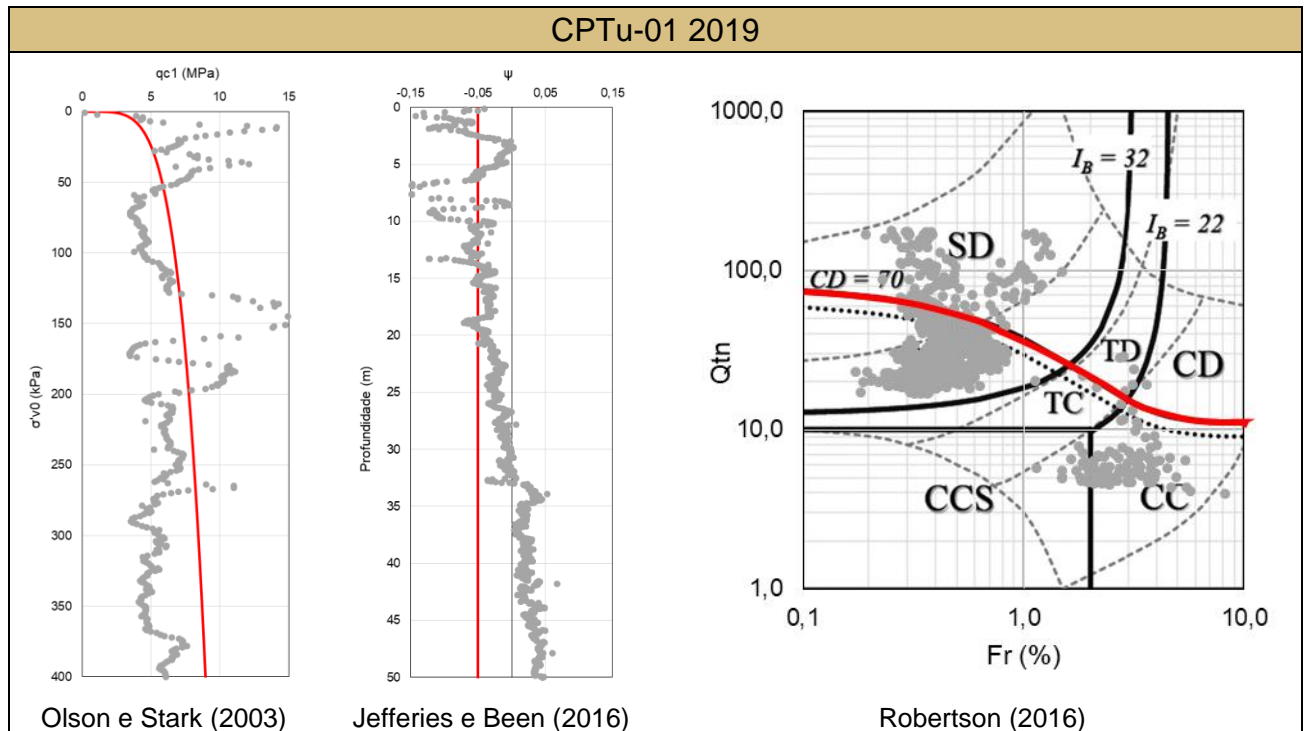 CPTu-01 2019
qc1 (MPa)
0 5 10 15
0
50
100
150
200
250
300
350
400
σ'v0 (kPa)
Olson e Stark (2003)
ψ
-0,15 -0,05 0,05 0,15
0
5
10
15
20
25
30
35
40
45
50
Profundidade (m)
Jefferies e Been (2016)
1000,0
100,0
10,0
1,0
Qtn
I_B = 32
I_B = 22
SD
CD = 70
TD
CD
TC
CCS
CC
0,1 1,0 10,0
Fr (%)
Robertson (2016)